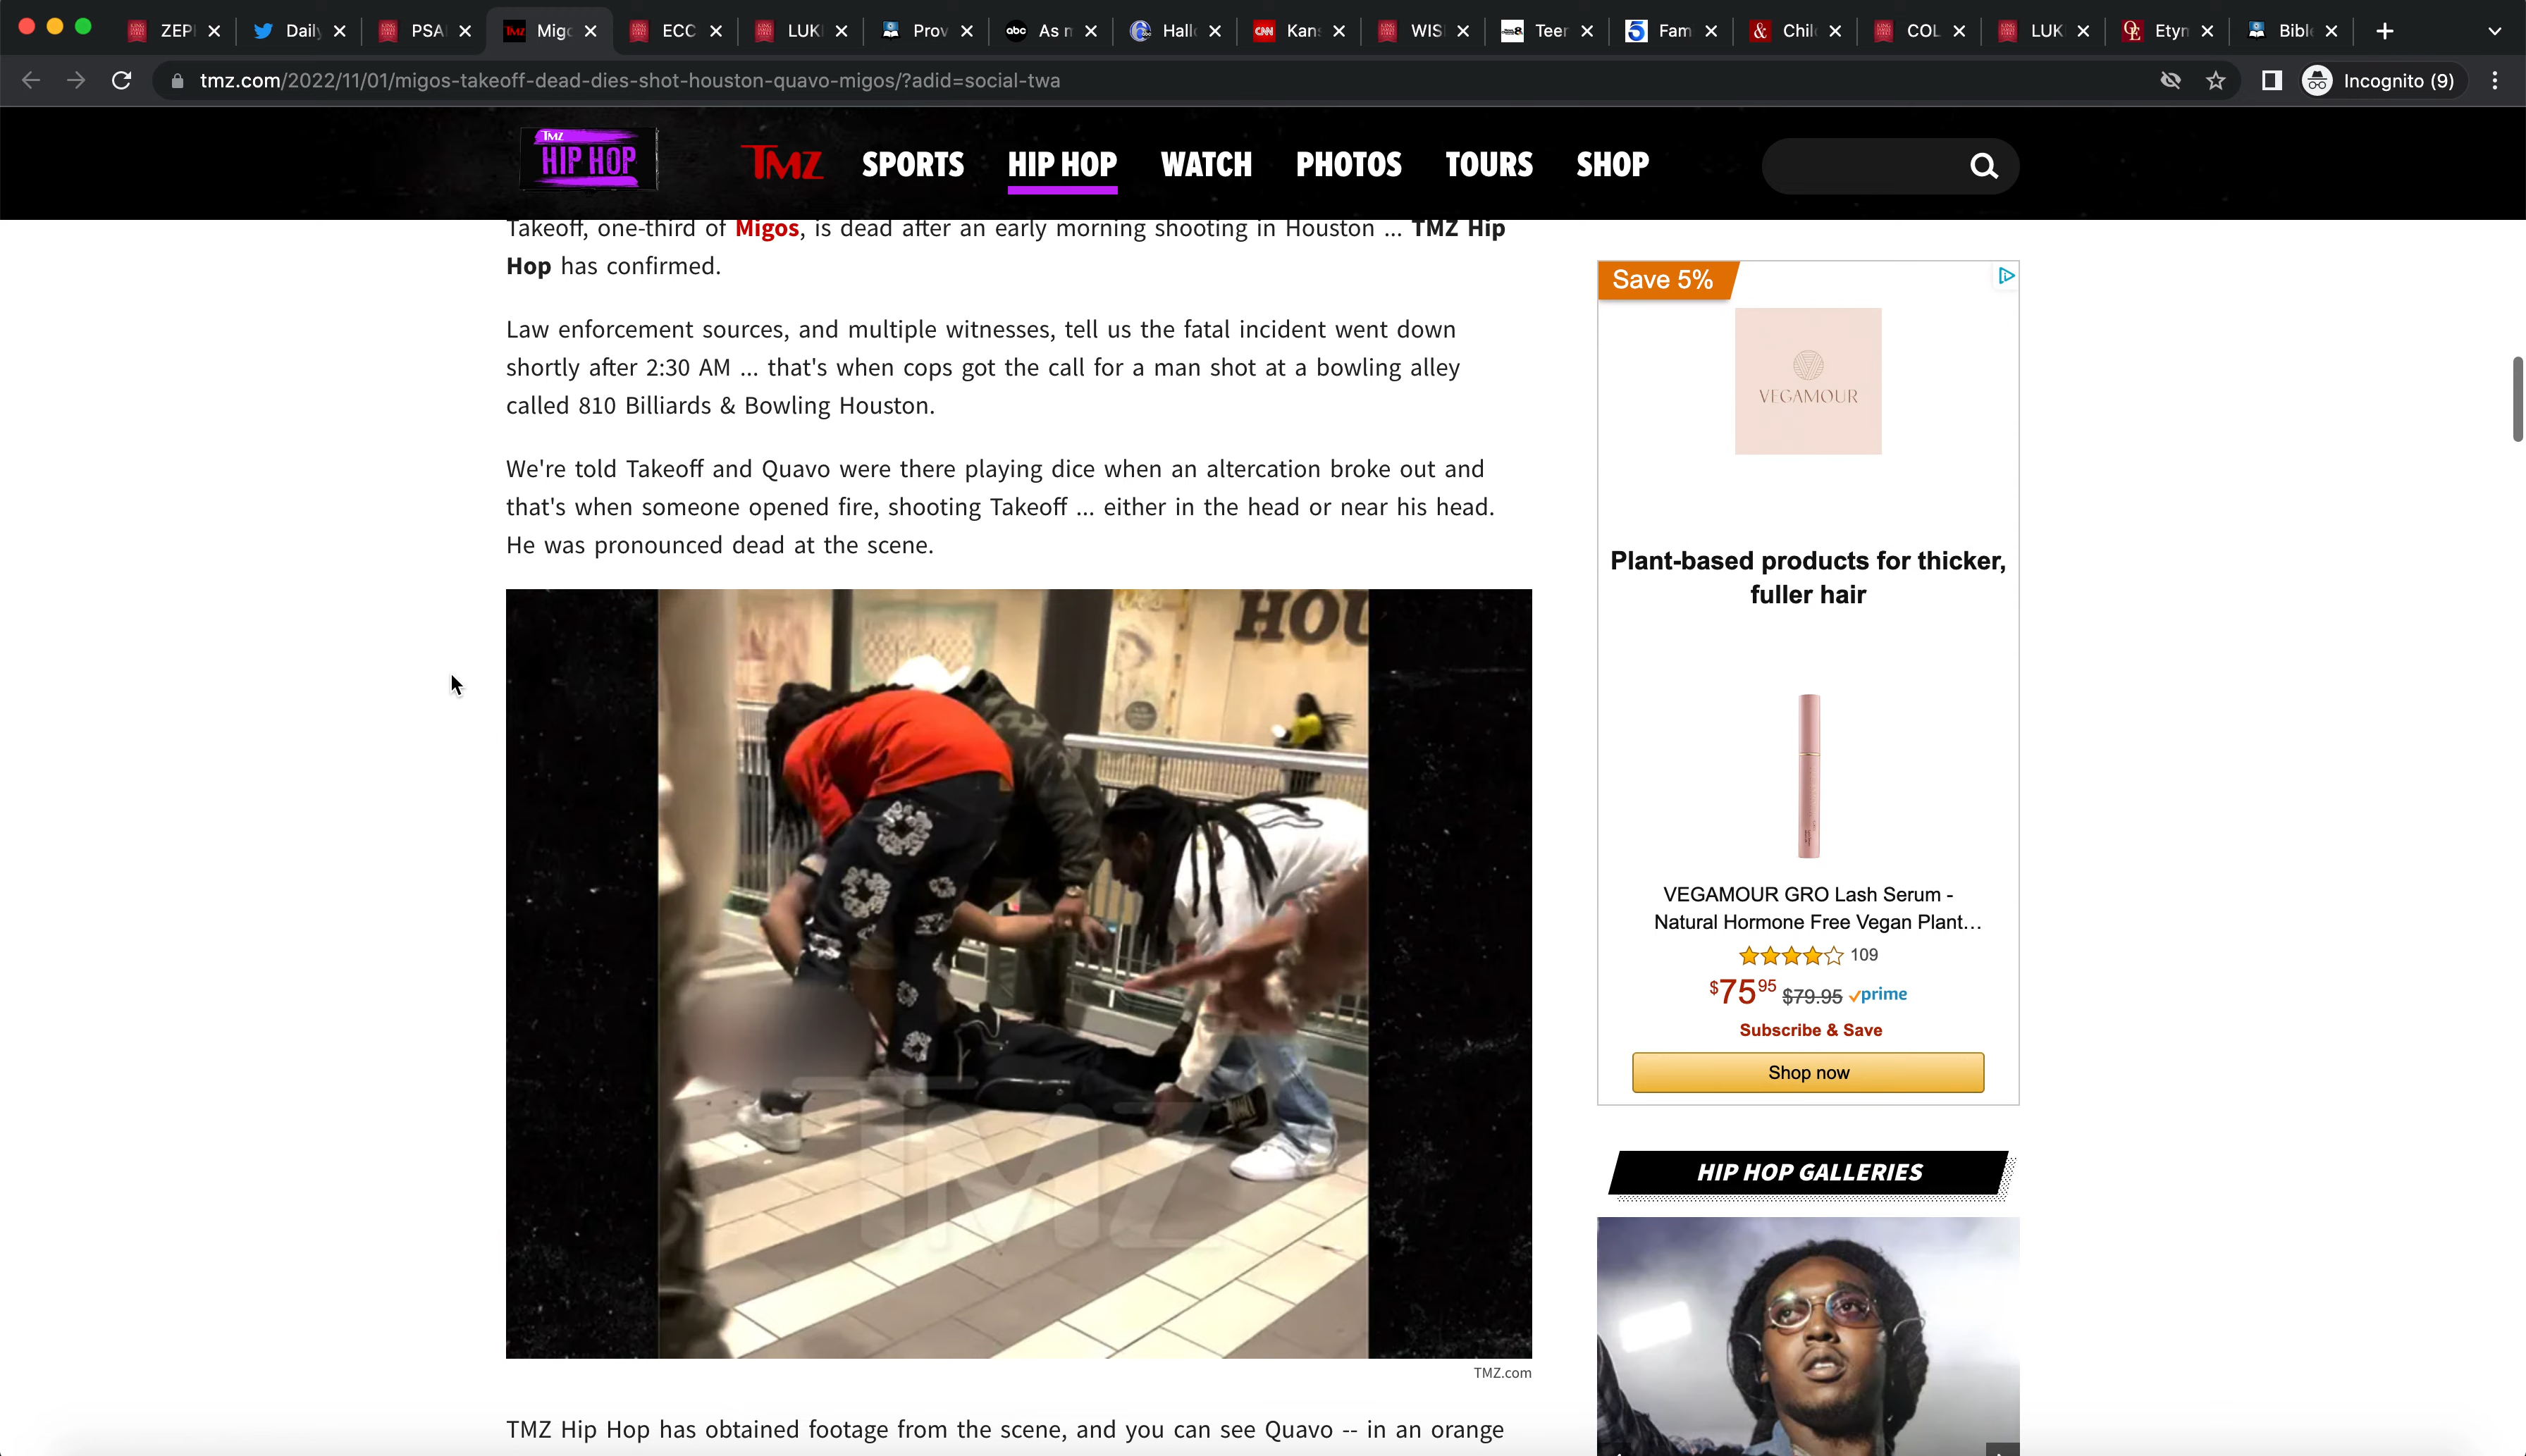 ZEPI
Daily
PSA
Migo
ECC
LUK
Prov
As n
Hall
Kan
WIS
Teen
Fam
Chil
COL
LUK
Etyn
Bibl
tmz.com/2022/11/01/migos-takeoff-dead-dies-shot-houston-quavo-migos/?adid=social-twa
Incognito (9)
TMZ
HIP HOP
TMZ SPORTS HIP HOP WATCH PHOTOS TOURS SHOP
Takeoff, one-third of Migos, is dead after an early morning shooting in Houston ... TMZ Hip
Hop has confirmed.
Law enforcement sources, and multiple witnesses, tell us the fatal incident went down
shortly after 2:30 AM ... that's when cops got the call for a man shot at a bowling alley
called 810 Billiards & Bowling Houston.
We're told Takeoff and Quavo were there playing dice when an altercation broke out and
that's when someone opened fire, shooting Takeoff ... either in the head or near his head.
He was pronounced dead at the scene.
HOU
TMZ
TMZ.com
TMZ Hip Hop has obtained footage from the scene, and you can see Quavo -- in an orange
Save 5%
VEGAMOUR
Plant-based products for thicker,
fuller hair
VEGAMOUR GRO Lash Serum -
Natural Hormone Free Vegan Plant...
109
$75.95 $79.95 prime
Subscribe & Save
Shop now
HIP HOP GALLERIES